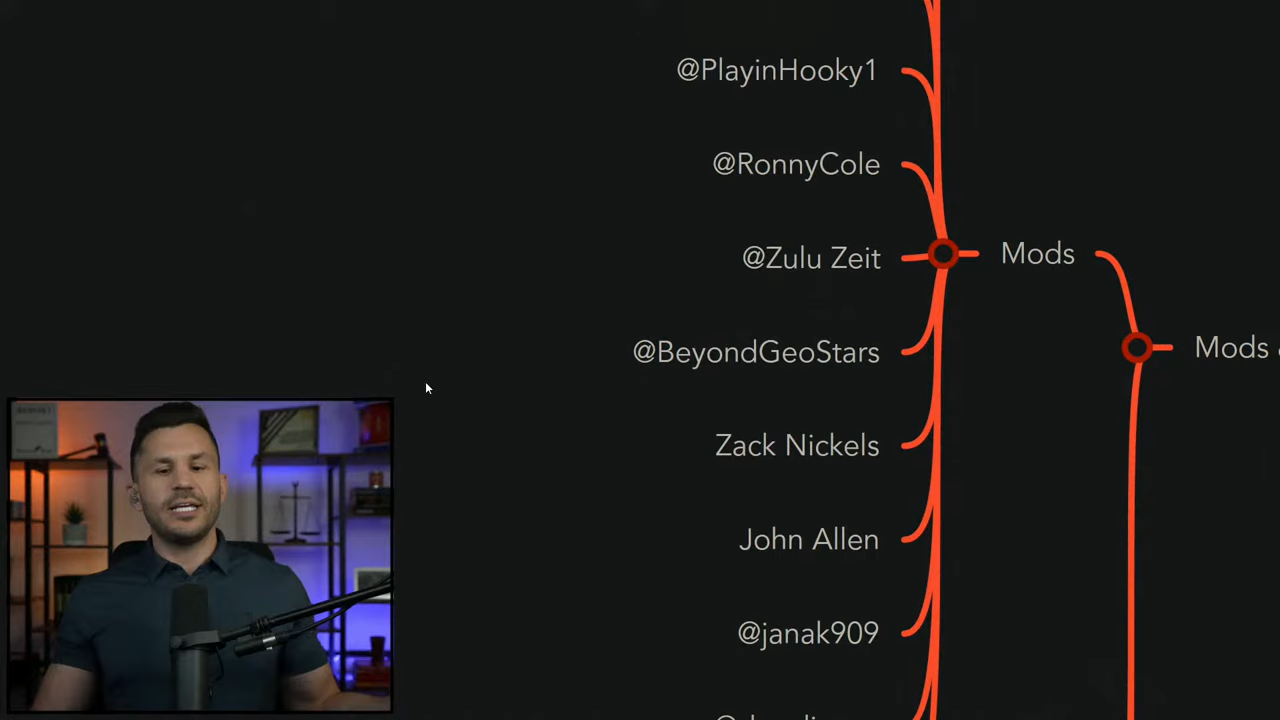 @PlayinHooky1
@RonnyCole
@Zulu Zeit
Mods
@BeyondGeoStars
Mods
Zack Nickels
John Allen
@janak909